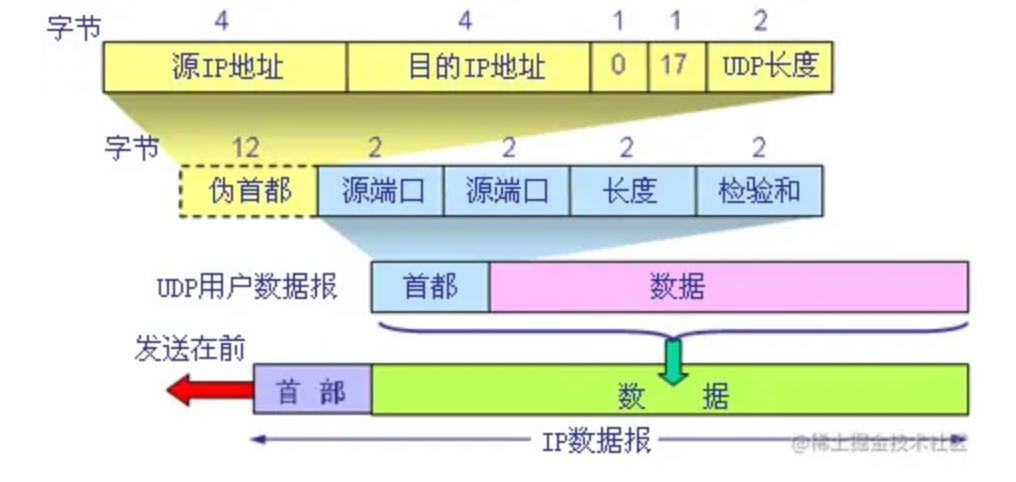 字节 4 4 1 1 2
源IP地址 目的IP地址 0 17 UDP长度
字节 12 2 2 2 2
伪首都 源端口 源端口 长度 检验和
UDP用户数据报 首都 数据
发送在前
首 部 数 据
IP数据报
@稀土掘金技术社区